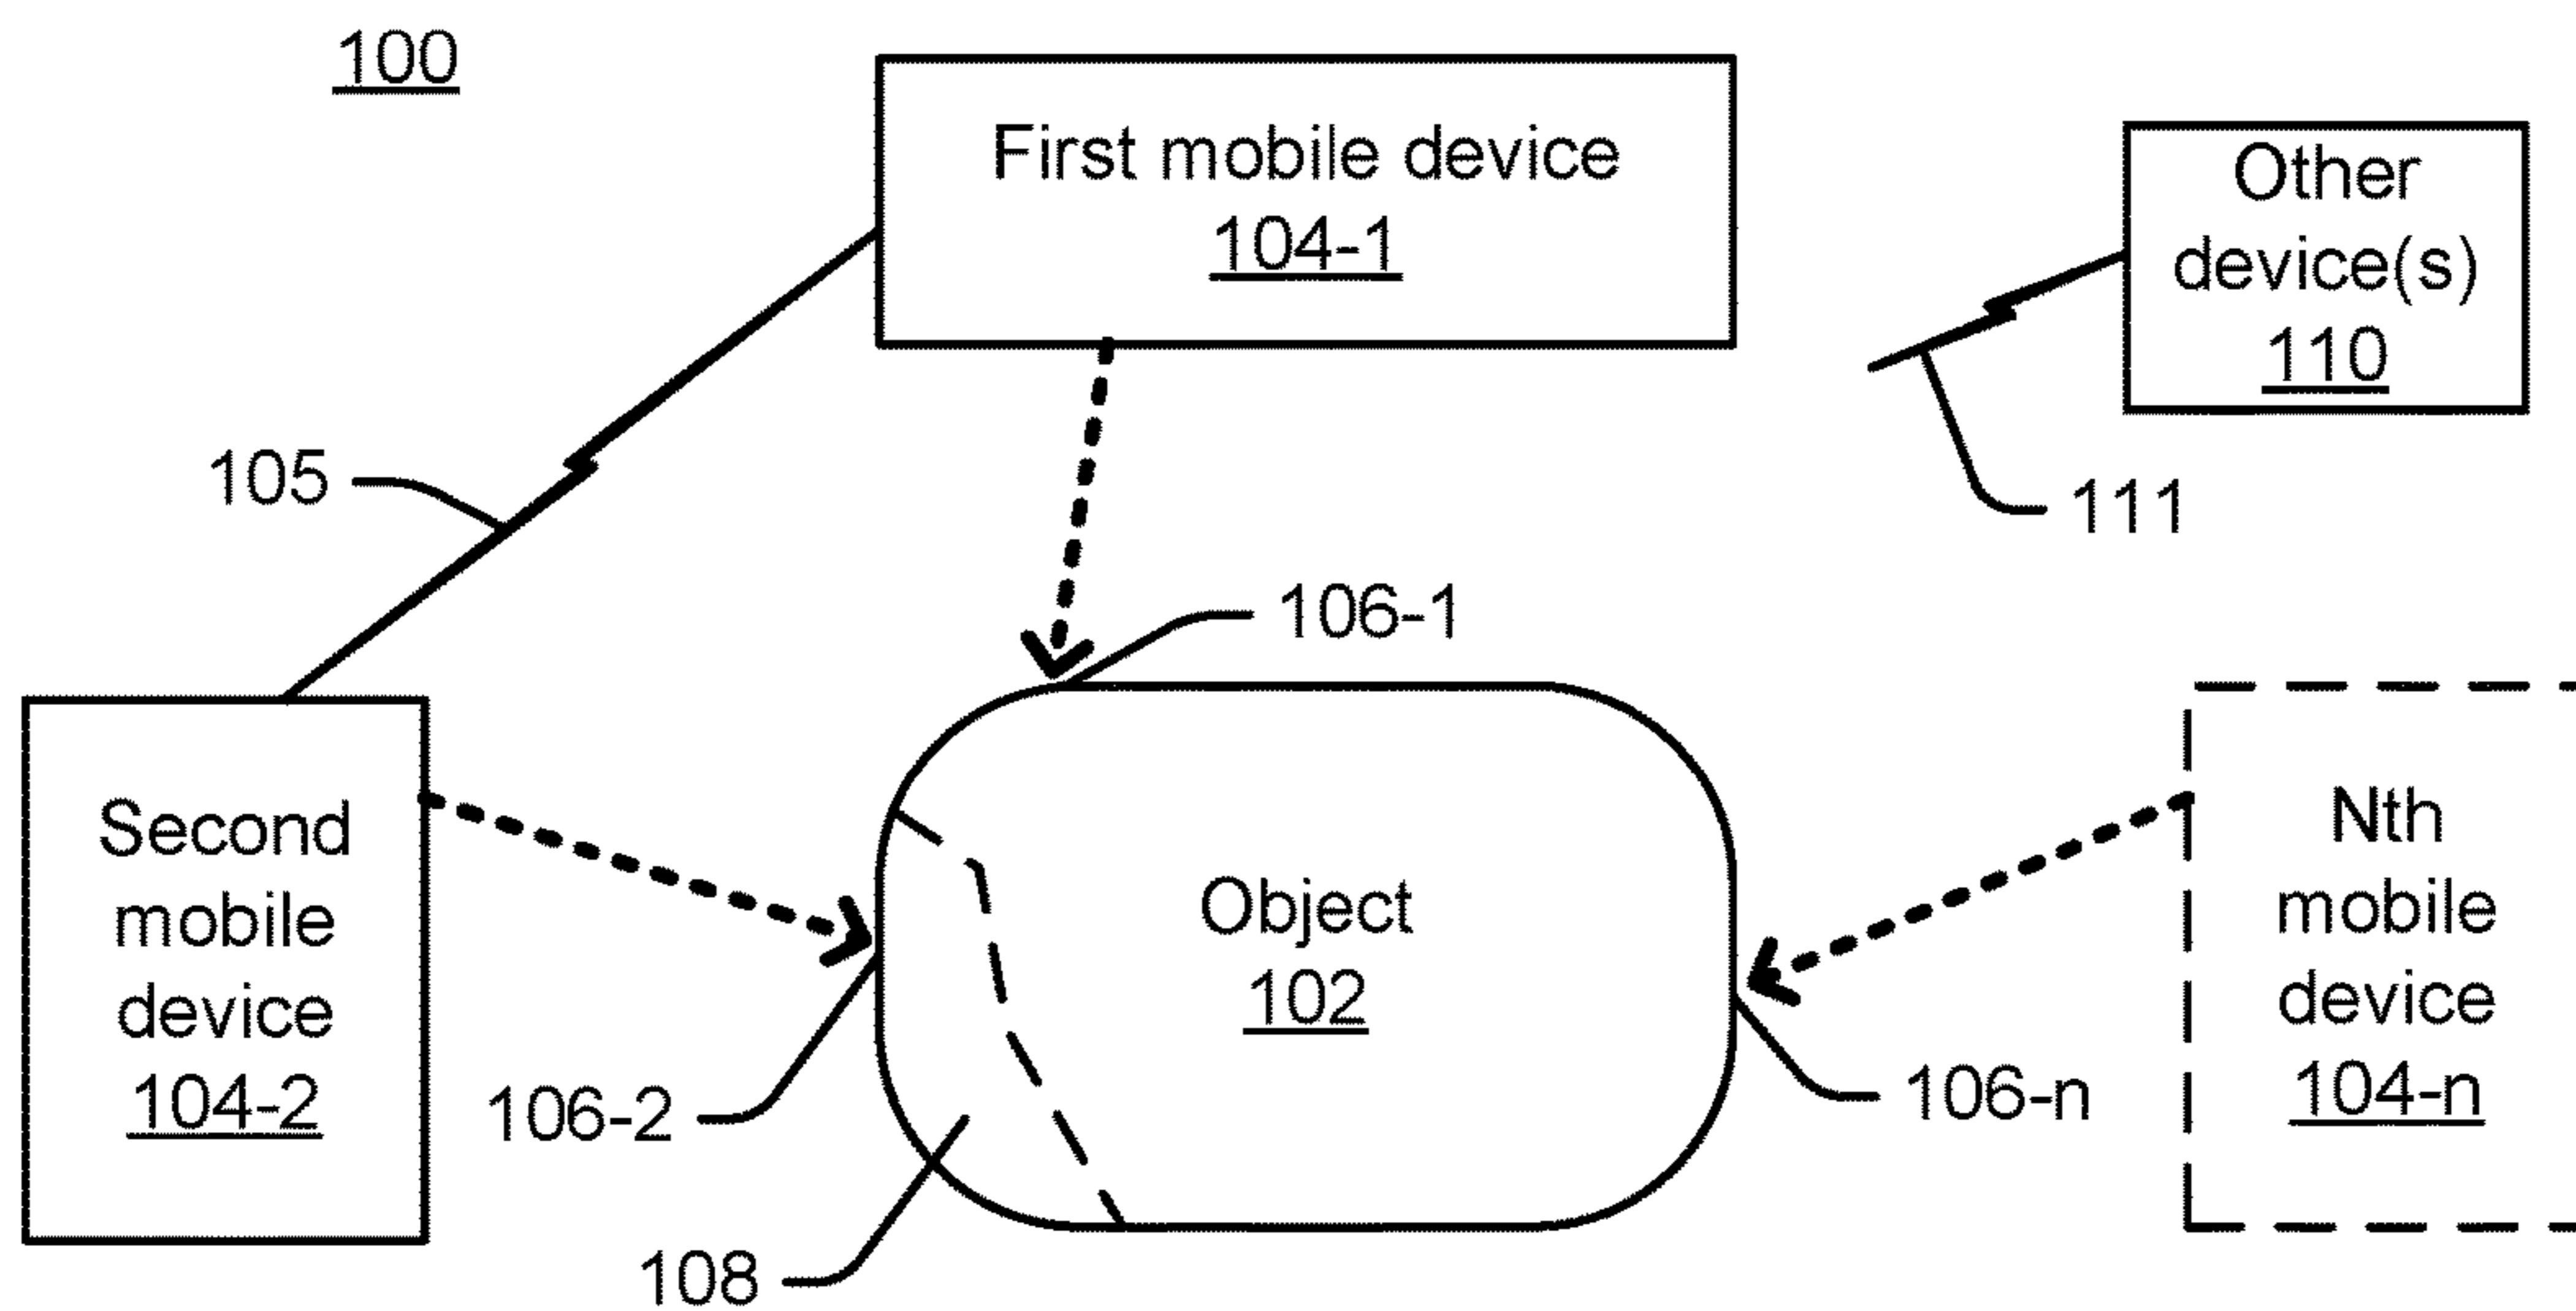 100
First mobile device
104-1
Other
device(s)
110
105
111
106-1
Second
mobile
device
104-2
Object
102
Nth
mobile
device
104-n
106-2
106-n
108